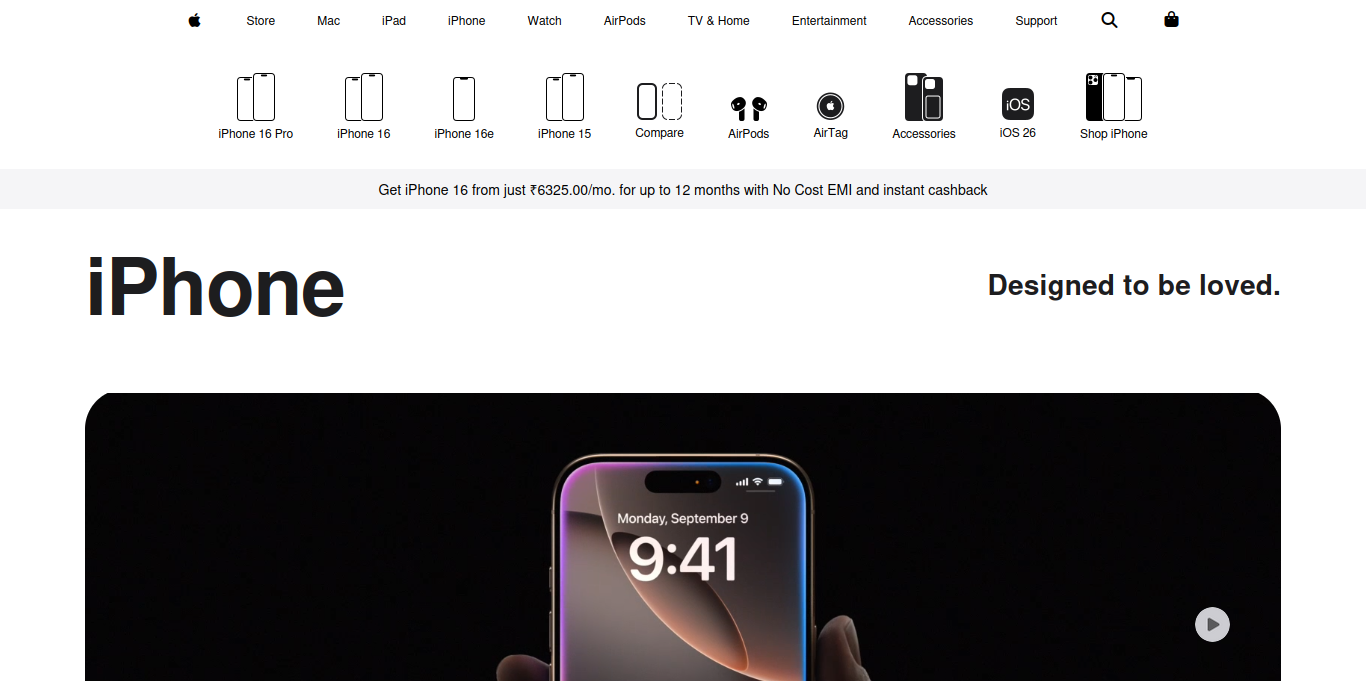 Store Mac iPad iPhone Watch AirPods TV & Home Entertainment Accessories Support
iOS
iPhone 16 Pro iPhone 16 iPhone 16e iPhone 15 Compare AirPods AirTag Accessories iOS 26 Shop iPhone
Get iPhone 16 from just ₹6325.00/mo. for up to 12 months with No Cost EMI and instant cashback
iPhone
Designed to be loved.
Monday, September 9
9:41